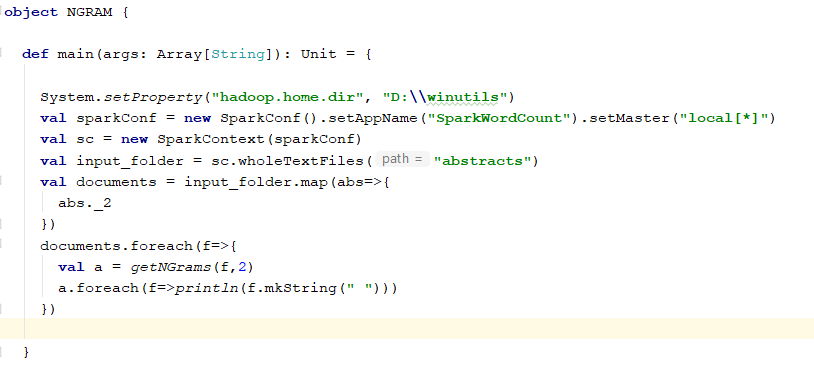 object NGRAM {
def main(args: Array[String]): Unit = {
System.setProperty("hadoop.home.dir", "D:\\winutils")
val sparkConf = new SparkConf().setAppName("SparkWordCount").setMaster("local[*]")
val sc = new SparkContext(sparkConf)
val input_folder = sc.wholeTextFiles( path = "abstracts")
val documents = input_folder.map(abs=>{
abs._2
})
documents.foreach(f=>{
val a = getNGrams(f,2)
a.foreach(f=>println(f.mkString(" ")))
})
}